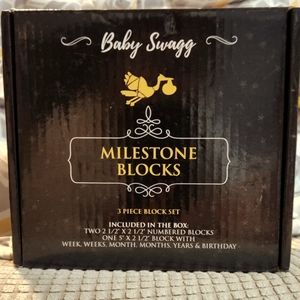 Baby Swagg
MILESTONE
BLOCKS
3 PIECE BLOCK SET
INCLUDED IN THE BOX:
TWO 2 1/2' X 2 1/2' NUMBERED BLOCKS
ONE 5' X 2 1/2' BLOCK WITH
WEEK, WEEKS, MONTH, MONTHS, YEARS & BIRTHDAY